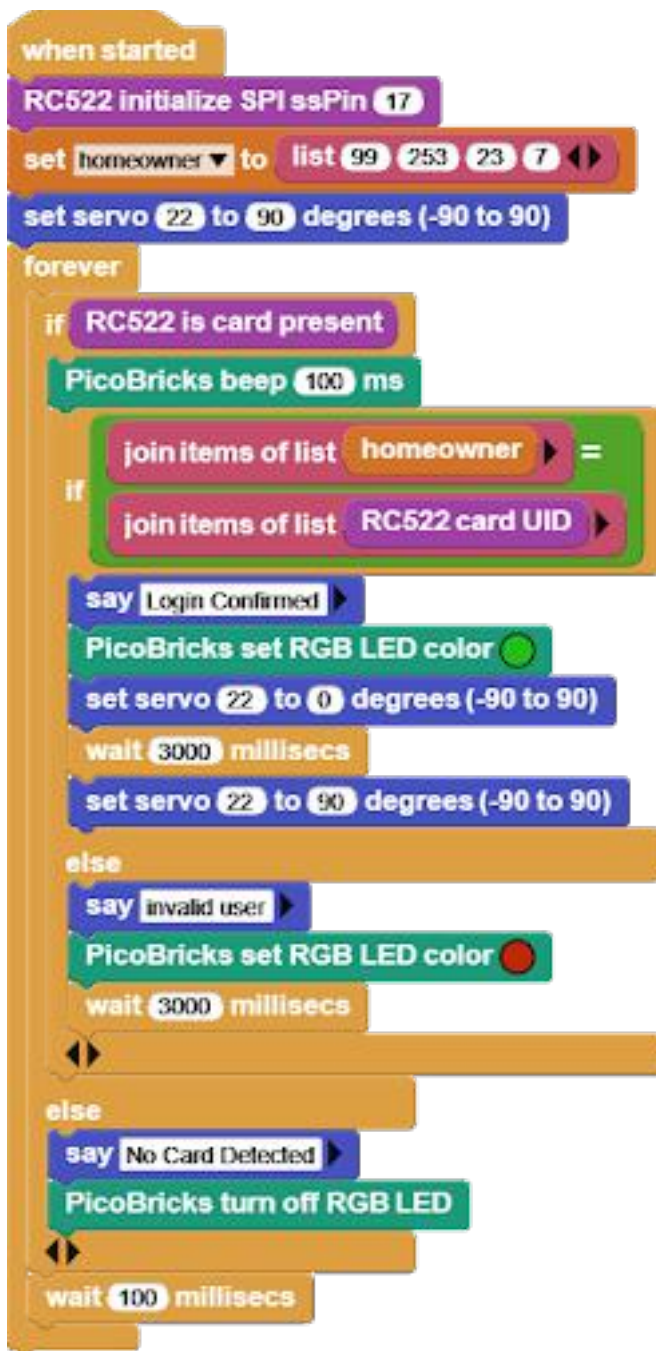 when started
RC522 initialize SPI ssPin 17
set homeowner to list 99 253 23 7
set servo 22 to 90 degrees (-90 to 90)
forever
if RC522 is card present
PicoBricks beep 100 ms
join items of list homeowner =
if
join items of list RC522 card UID
say Login Confirmed
PicoBricks set RGB LED color
set servo 22 to 0 degrees (-90 to 90)
wait 3000 millisecs
set servo 22 to 90 degrees (-90 to 90)
else
say invalid user
PicoBricks set RGB LED color
wait 3000 millisecs
else
say No Card Detected
PicoBricks turn off RGB LED
wait 100 millisecs